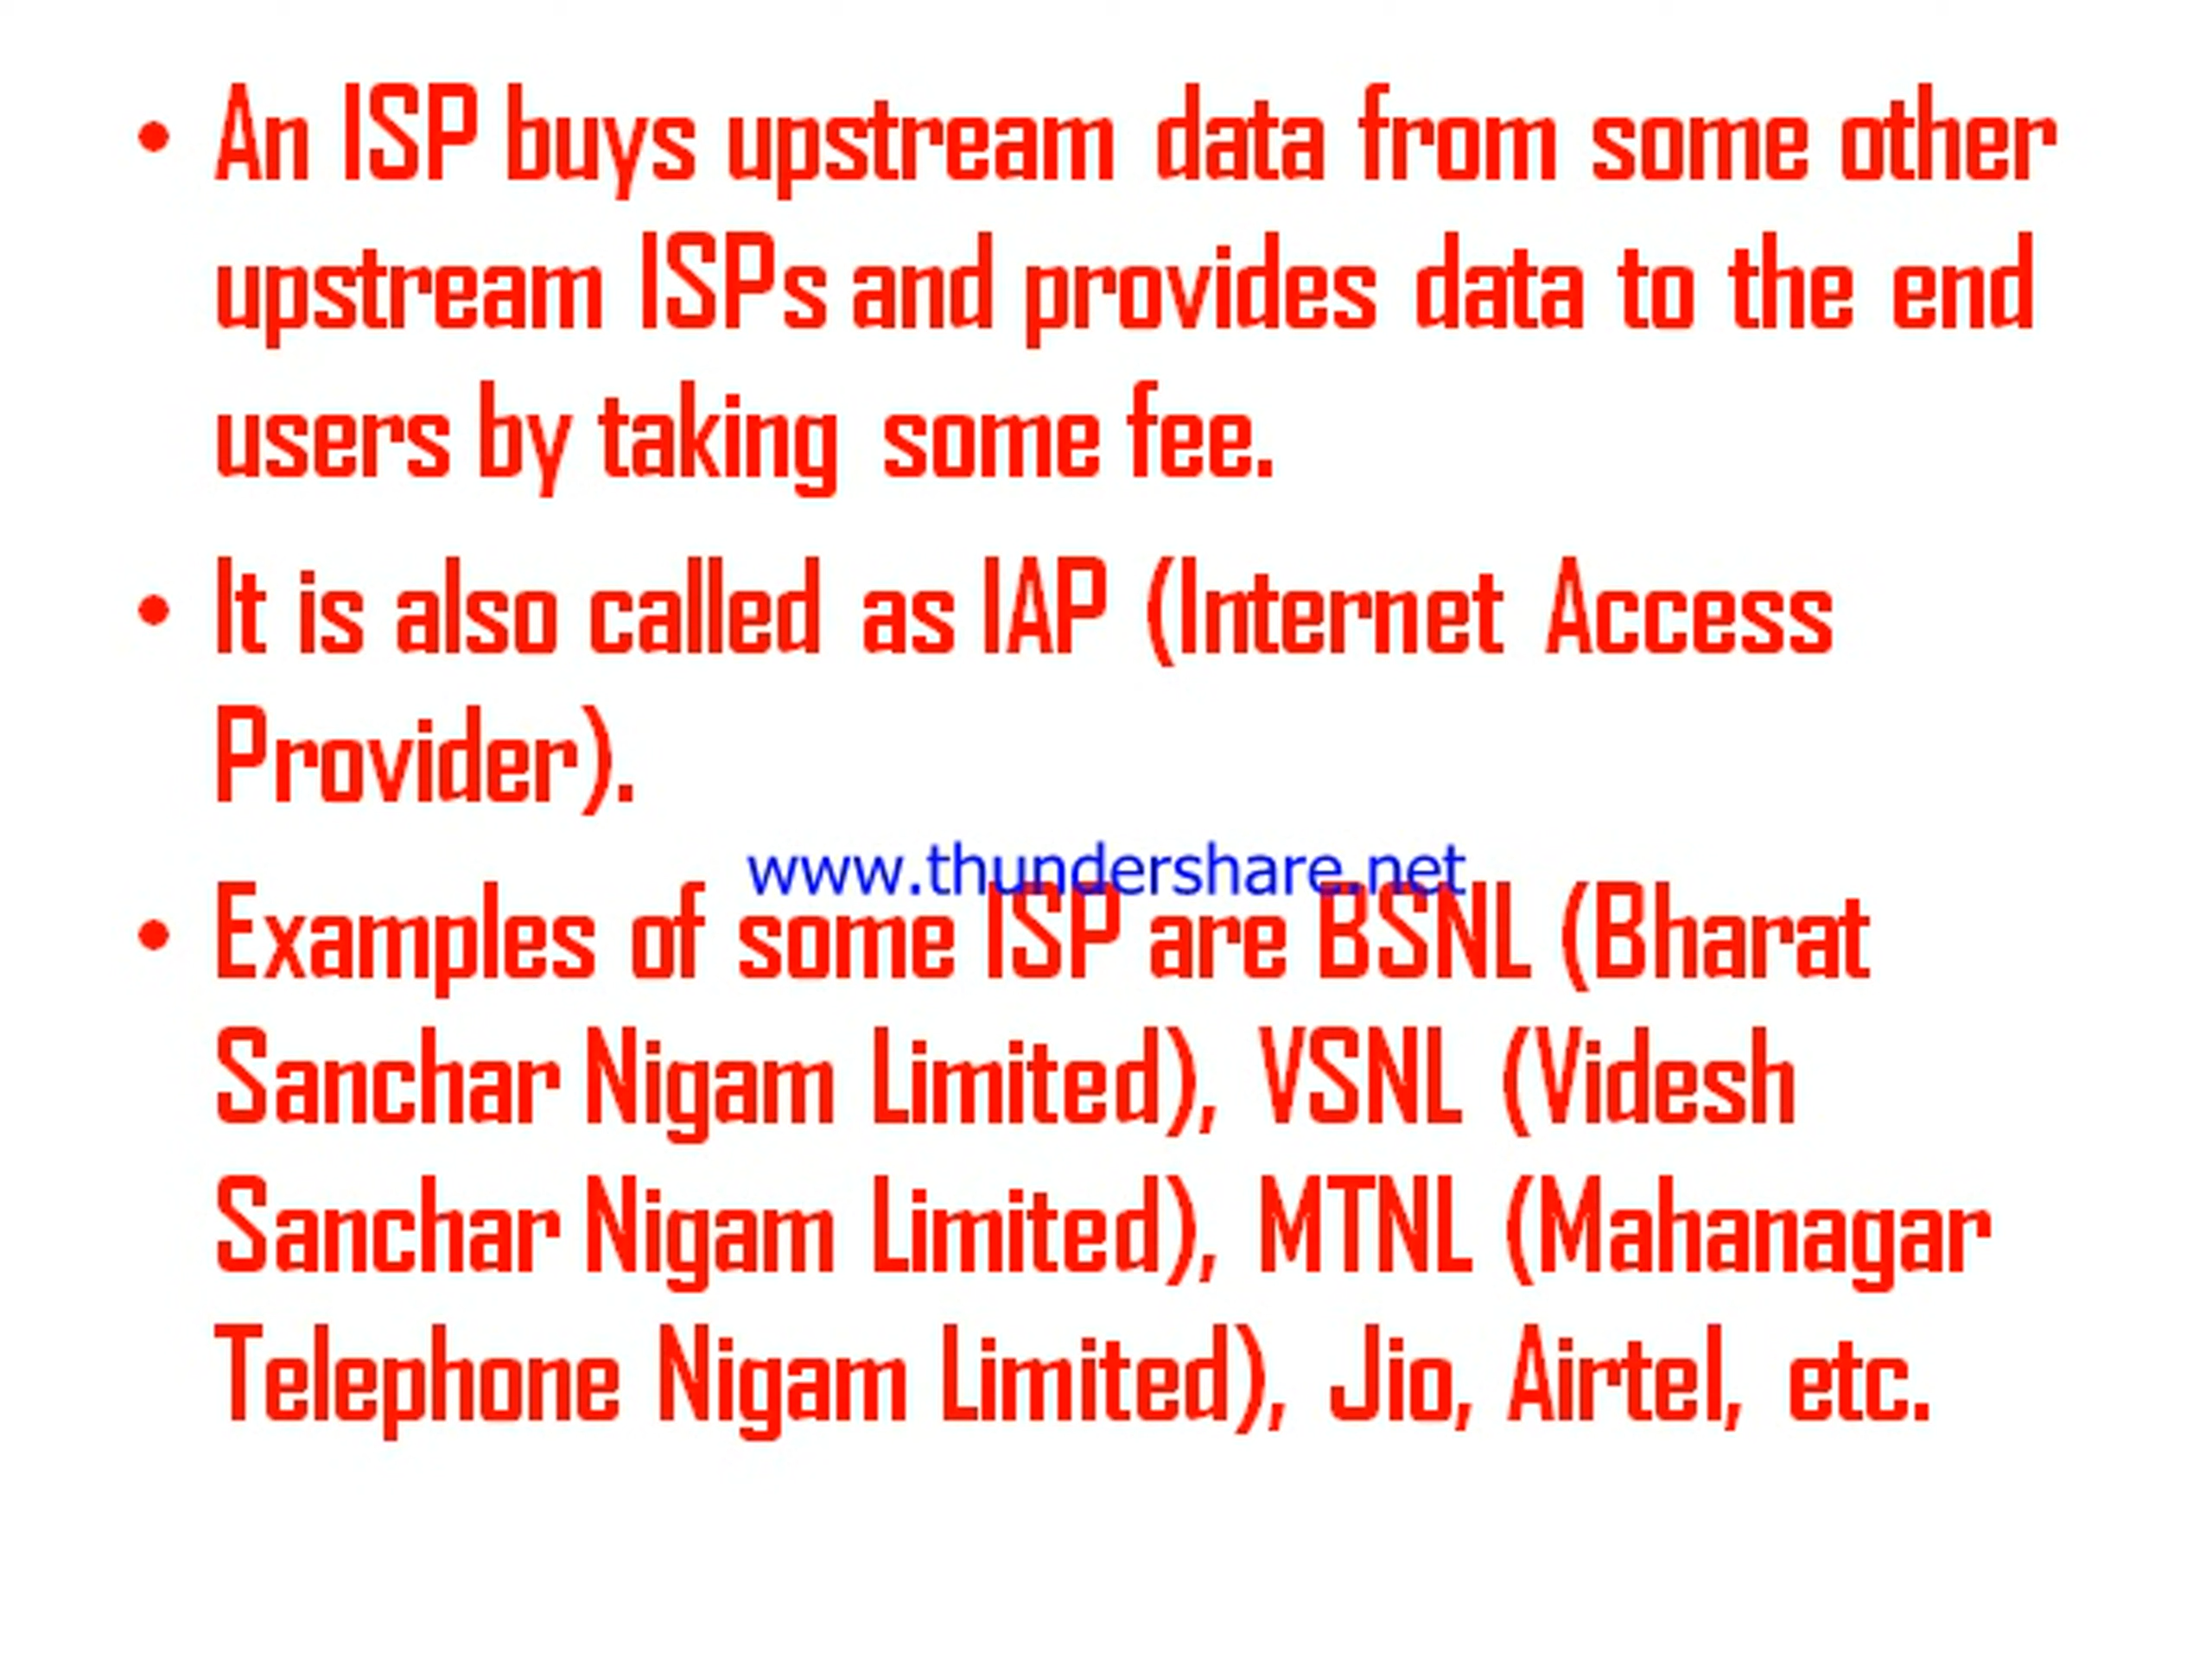 • An ISP buys upstream data from some other
upstream ISPs and provides data to the end
users by taking some fee.
• It is also called as IAP (Internet Access
Provider).
www.thundershare.net
• Examples of some ISP are BSNL (Bharat
Sanchar Nigam Limited), VSNL (Videsh
Sanchar Nigam Limited), MTNL (Mahanagar
Telephone Nigam Limited), Jio, Airtel, etc.